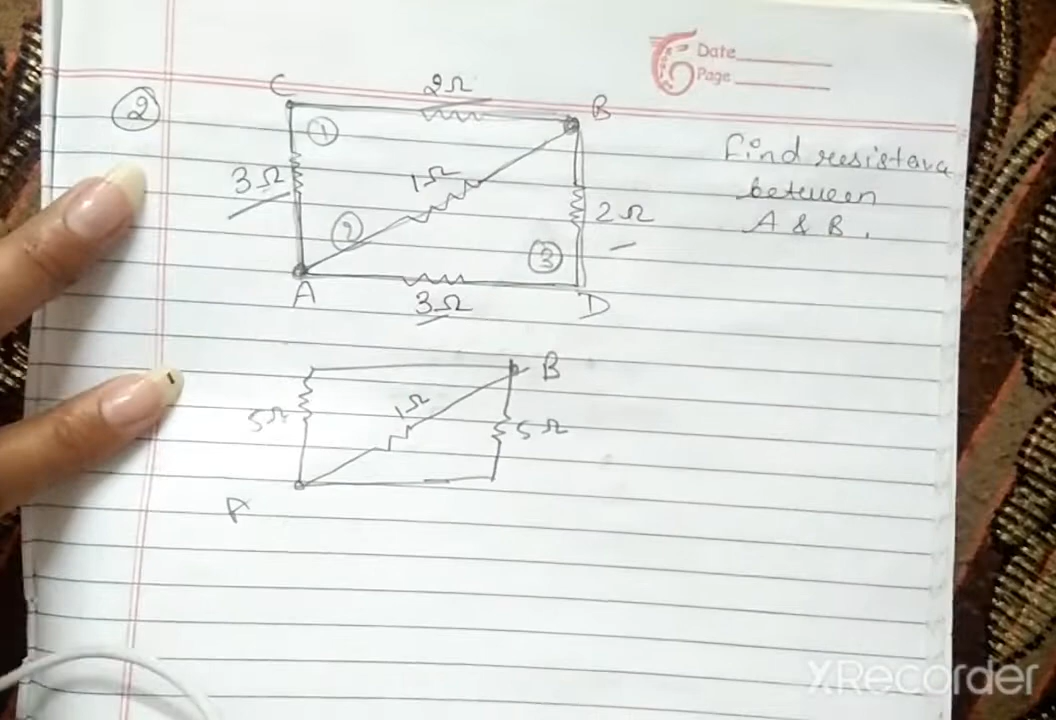 Date
Page
②
C
2Ω
B
①
Find resistance
between
A & B.
3Ω
1Ω
②
2Ω
③
A
3Ω
D
B
1Ω
5Ω
5Ω
A
XRecorder